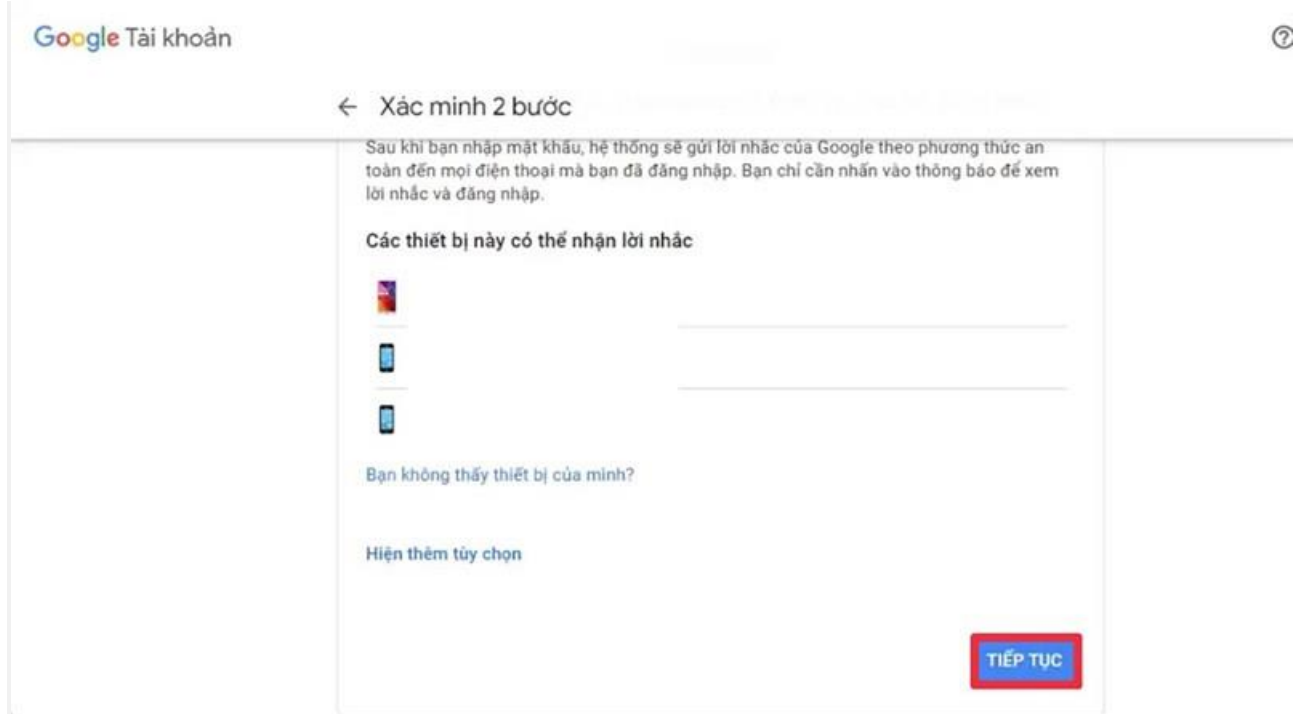 Google Tài khoản
← Xác minh 2 bước
Sau khi bạn nhập mật khẩu, hệ thống sẽ gửi lời nhắc của Google theo phương thức an
toàn đến mọi điện thoại mà bạn đã đăng nhập. Bạn chỉ cần nhấn vào thông báo để xem
lời nhắc và đăng nhập.
Các thiết bị này có thể nhận lời nhắc
Bạn không thấy thiết bị của mình?
Hiện thêm tùy chọn
TIẾP TỤC